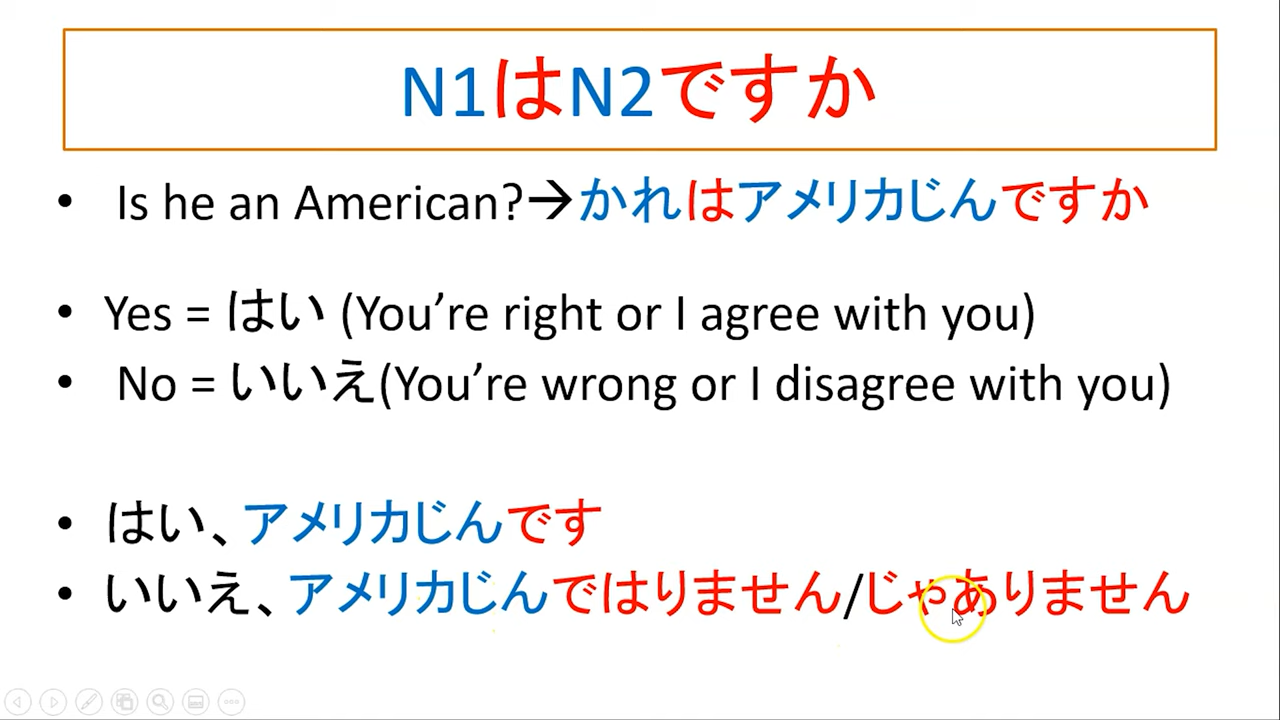 N1はN2ですか
• Is he an American?→かれはアメリカじんですか
• Yes = はい (You're right or I agree with you)
• No = いいえ(You're wrong or I disagree with you)
• はい、アメリカじんです
• いいえ、アメリカじんではりません/じゃありません